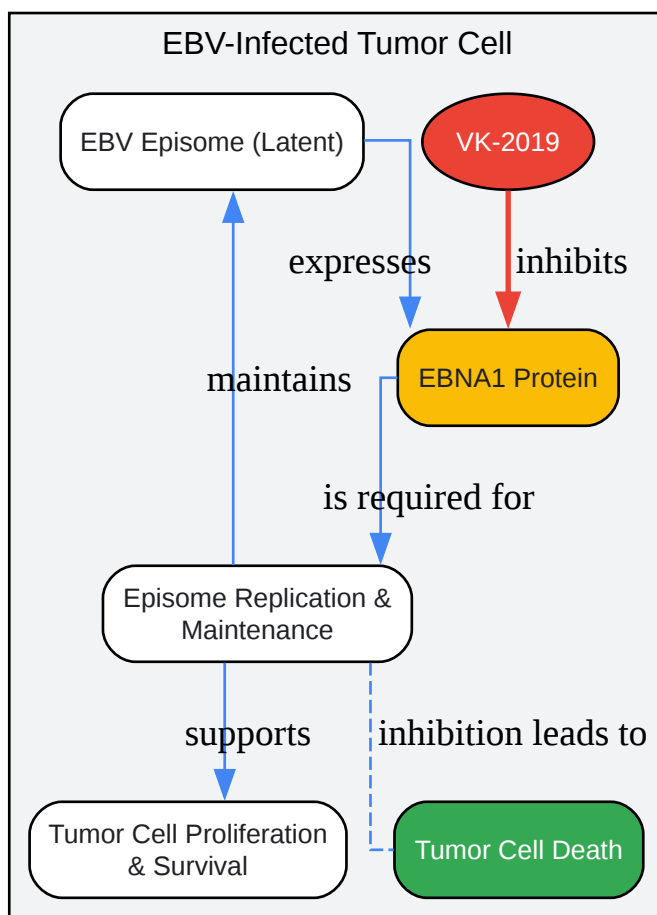 EBV-Infected Tumor Cell
EBV Episome (Latent)
VK-2019
expresses
inhibits
EBNA1 Protein
maintains
is required for
Episome Replication &
Maintenance
supports
inhibition leads to
Tumor Cell Proliferation
& Survival
Tumor Cell Death